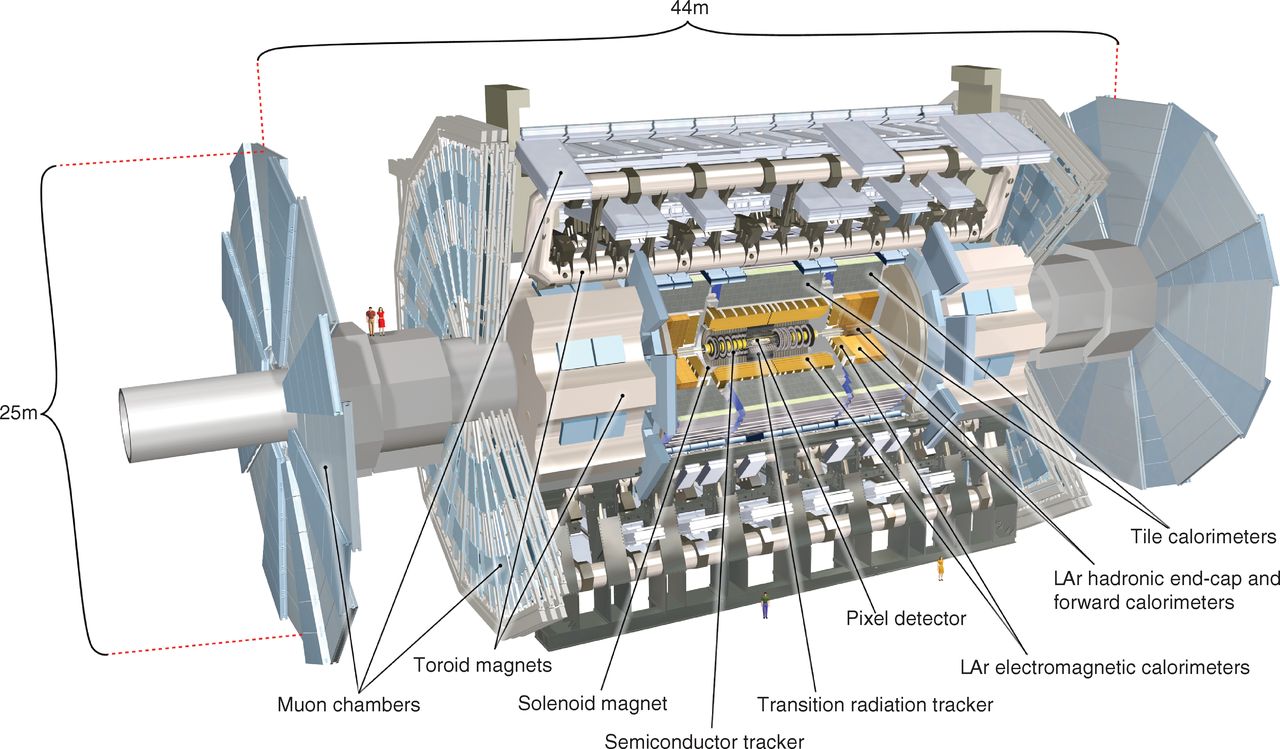 44m
25m
Tile calorimeters
LAr hadronic end-cap and
forward calorimeters
Pixel detector
LAr electromagnetic calorimeters
Toroid magnets
Muon chambers
Solenoid magnet
Transition radiation tracker
Semiconductor tracker